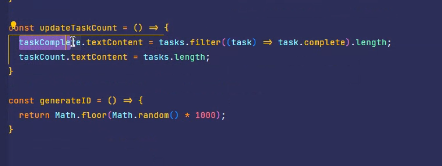 const updateTaskCount = () => {
taskComplete.textContent = tasks.filter((task) => task.complete).length;
taskCount.textContent = tasks.length;
}
const generateID = () => {
return Math.floor(Math.random() * 1000);
}